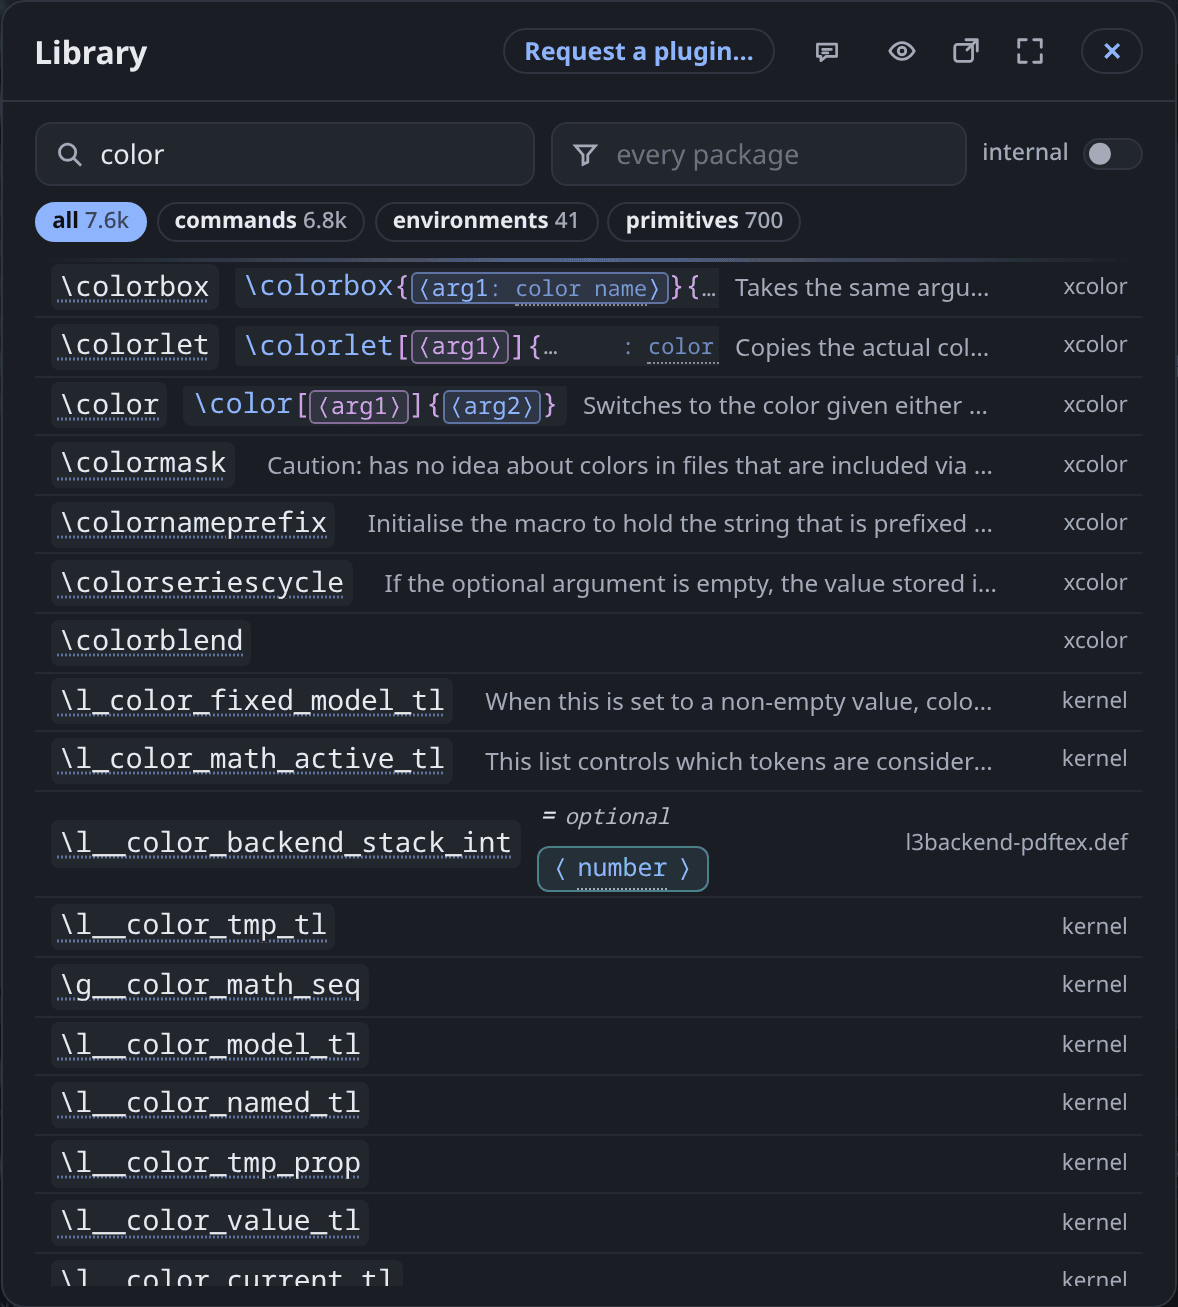 Library
Request a plugin...
color
every package
internal
all 7.6k
commands 6.8k
environments 41
primitives 700
\colorbox \colorbox{⟨arg1: color name⟩}{… Takes the same argu... xcolor
\colorlet \colorlet[⟨arg1⟩]{… : color Copies the actual col... xcolor
\color \color[⟨arg1⟩]{⟨arg2⟩} Switches to the color given either ... xcolor
\colormask Caution: has no idea about colors in files that are included via ... xcolor
\colornameprefix Initialise the macro to hold the string that is prefixed ... xcolor
\colorseriescycle If the optional argument is empty, the value stored i... xcolor
\colorblend xcolor
\l_color_fixed_model_tl When this is set to a non-empty value, colo... kernel
\l_color_math_active_tl This list controls which tokens are consider... kernel
= optional
\l__color_backend_stack_int ⟨ number ⟩ l3backend-pdftex.def
\l__color_tmp_tl kernel
\g__color_math_seq kernel
\l__color_model_tl kernel
\l__color_named_tl kernel
\l__color_tmp_prop kernel
\l__color_value_tl kernel
\l__color_current_tl kernel